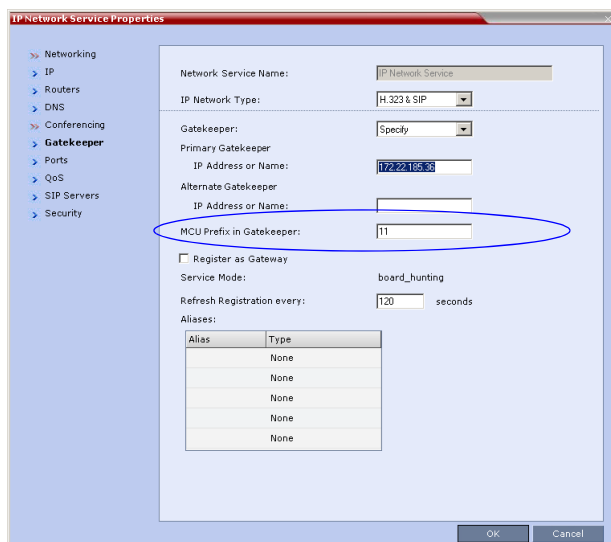 IP Network Service Properties
Networking
IP
Routers
DNS
Conferencing
Gatekeeper
Ports
QoS
SIP Servers
Security
Network Service Name: IP Network Service
IP Network Type: H.323 & SIP
Gatekeeper: Specify
Primary Gatekeeper
IP Address or Name: 172.22.185.36
Alternate Gatekeeper
IP Address or Name:
MCU Prefix in Gatekeeper: 11
Register as Gateway
Service Mode: board_hunting
Refresh Registration every: 120 seconds
Aliases:
Alias Type
None
None
None
None
None
OK Cancel